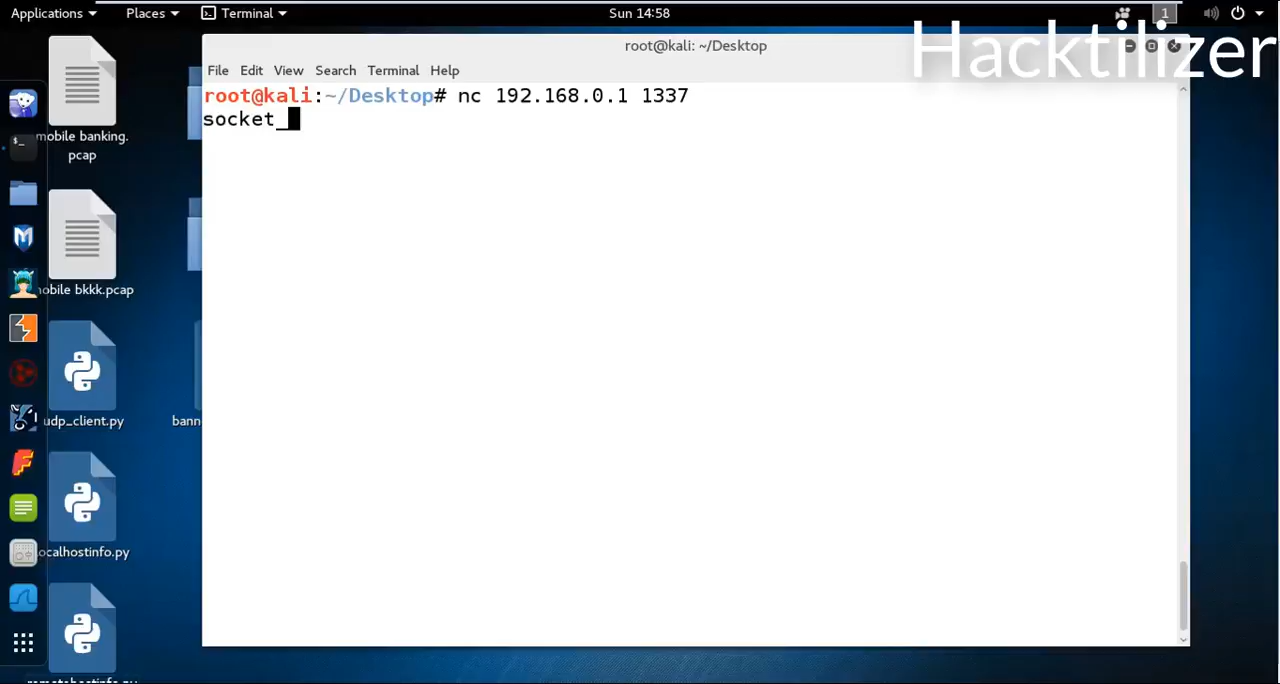 Applications
Places
Terminal
Sun 14:58
1
Hacktilizer
root@kali: ~/Desktop
File Edit View Search Terminal Help
root@kali:~/Desktop# nc 192.168.0.1 1337
socket_
mobile banking.
pcap
obile bkkk.pcap
udp_client.py
bann
ocalhostinfo.py